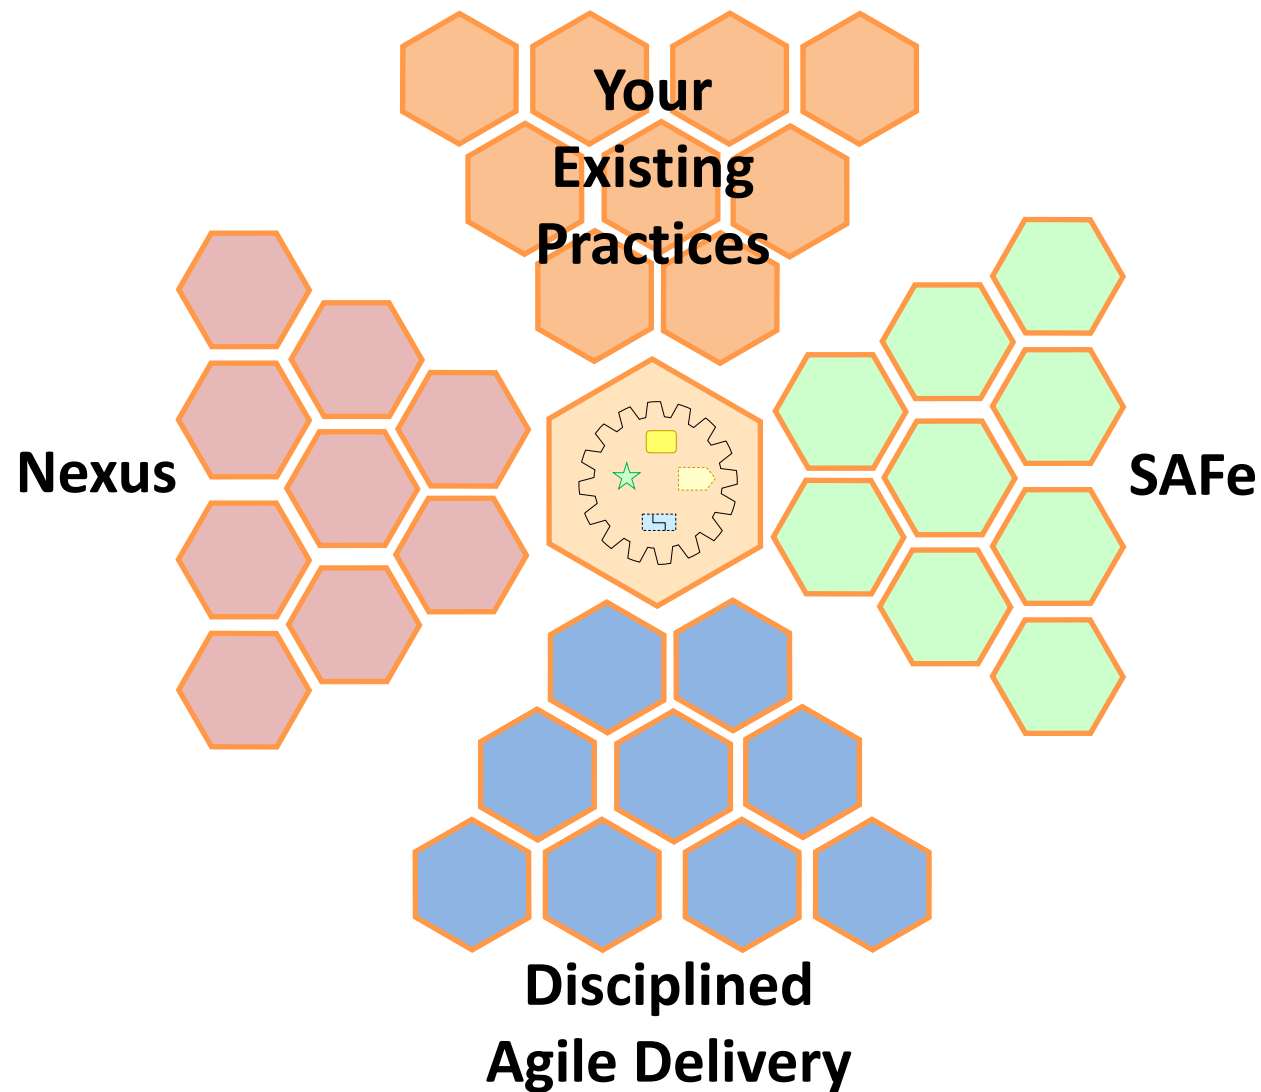 Your
Existing
Practices
Nexus
SAFe
Disciplined
Agile Delivery